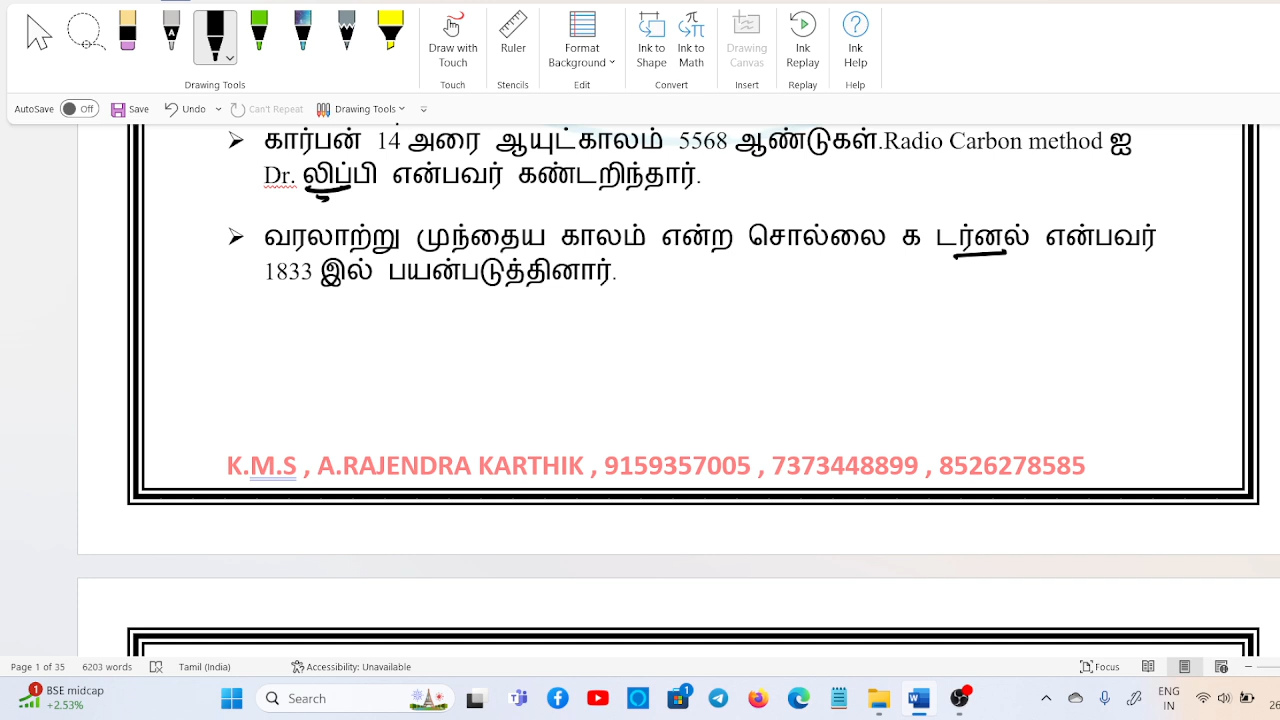 Draw with Touch
Ruler
Format Background
Ink to Shape
Ink to Math
Drawing Canvas
Ink Replay
Ink Help
Drawing Tools
Touch
Stencils
Edit
Convert
Insert
Replay
Help
AutoSave Off Save Undo Can't Repeat Drawing Tools
கார்பன் 14 அரை ஆயுட்காலம் 5568 ஆண்டுகள்.Radio Carbon method ஐ
Dr. லிப்பி என்பவர் கண்டறிந்தார்.
வரலாற்று முந்தைய காலம் என்ற சொல்லை க டர்னல் என்பவர்
1833 இல் பயன்படுத்தினார்.
K.M.S , A.RAJENDRA KARTHIK , 9159357005 , 7373448899 , 8526278585
Page 1 of 35 6203 words Tamil (India) Accessibility: Unavailable Focus
1 BSE midcap
+2.53%
Search
1
ENG
IN